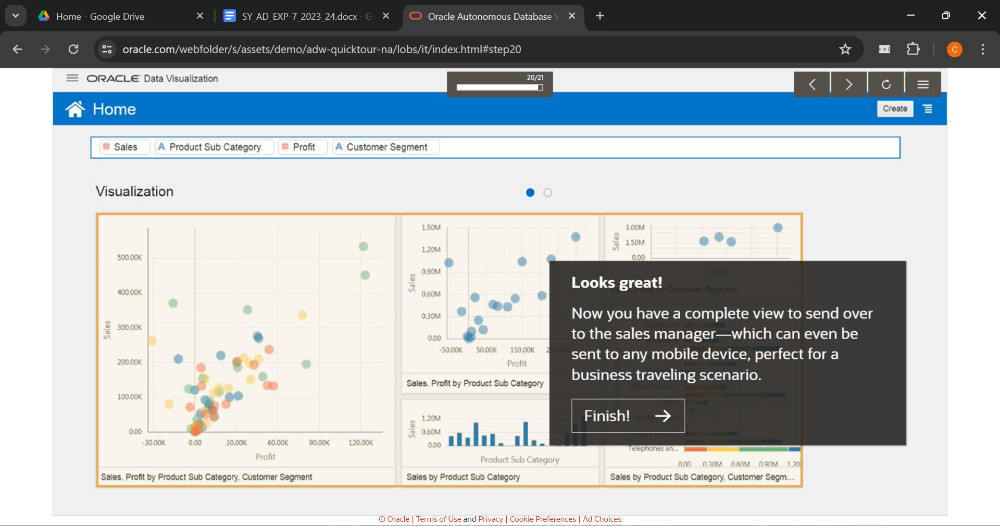 Home - Google Drive
SY_AD_EXP-7_2023_24.docx - G
Oracle Autonomous Database W
oracle.com/webfolder/s/assets/demo/adw-quicktour-na/lobs/it/index.html#step20
C
ORACLE Data Visualization
20/21
Home
Create
# Sales
A Product Sub Category
# Profit
A Customer Segment
Visualization
Sales
500.00K
400.00K
300.00K
200.00K
100.00K
0.00
-30.00K 0.00 30.00K 60.00K 90.00K 120.00K
Profit
Sales, Profit by Product Sub Category, Customer Segment
Sales
1.50M
1.20M
0.90M
0.60M
0.30M
0.00
-50.00K 50.00K 150.00K 250.00K
Profit
Sales, Profit by Product Sub Category
Sales
1.20M
0.60M
0.00
Product Sub Category
Sales by Product Sub Category
Sales
3.00M
1.50M
0.00
Profit
Customer Segment
Looks great!
Now you have a complete view to send over
to the sales manager—which can even be
sent to any mobile device, perfect for a
business traveling scenario.
Finish!
Appliances
Office Furnishi...
Paper
Telephones an...
0.00 0.30M 0.60M 0.90M 1.20
Sales by Product Sub Category, Customer Segm...
© Oracle | Terms of Use and Privacy | Cookie Preferences | Ad Choices